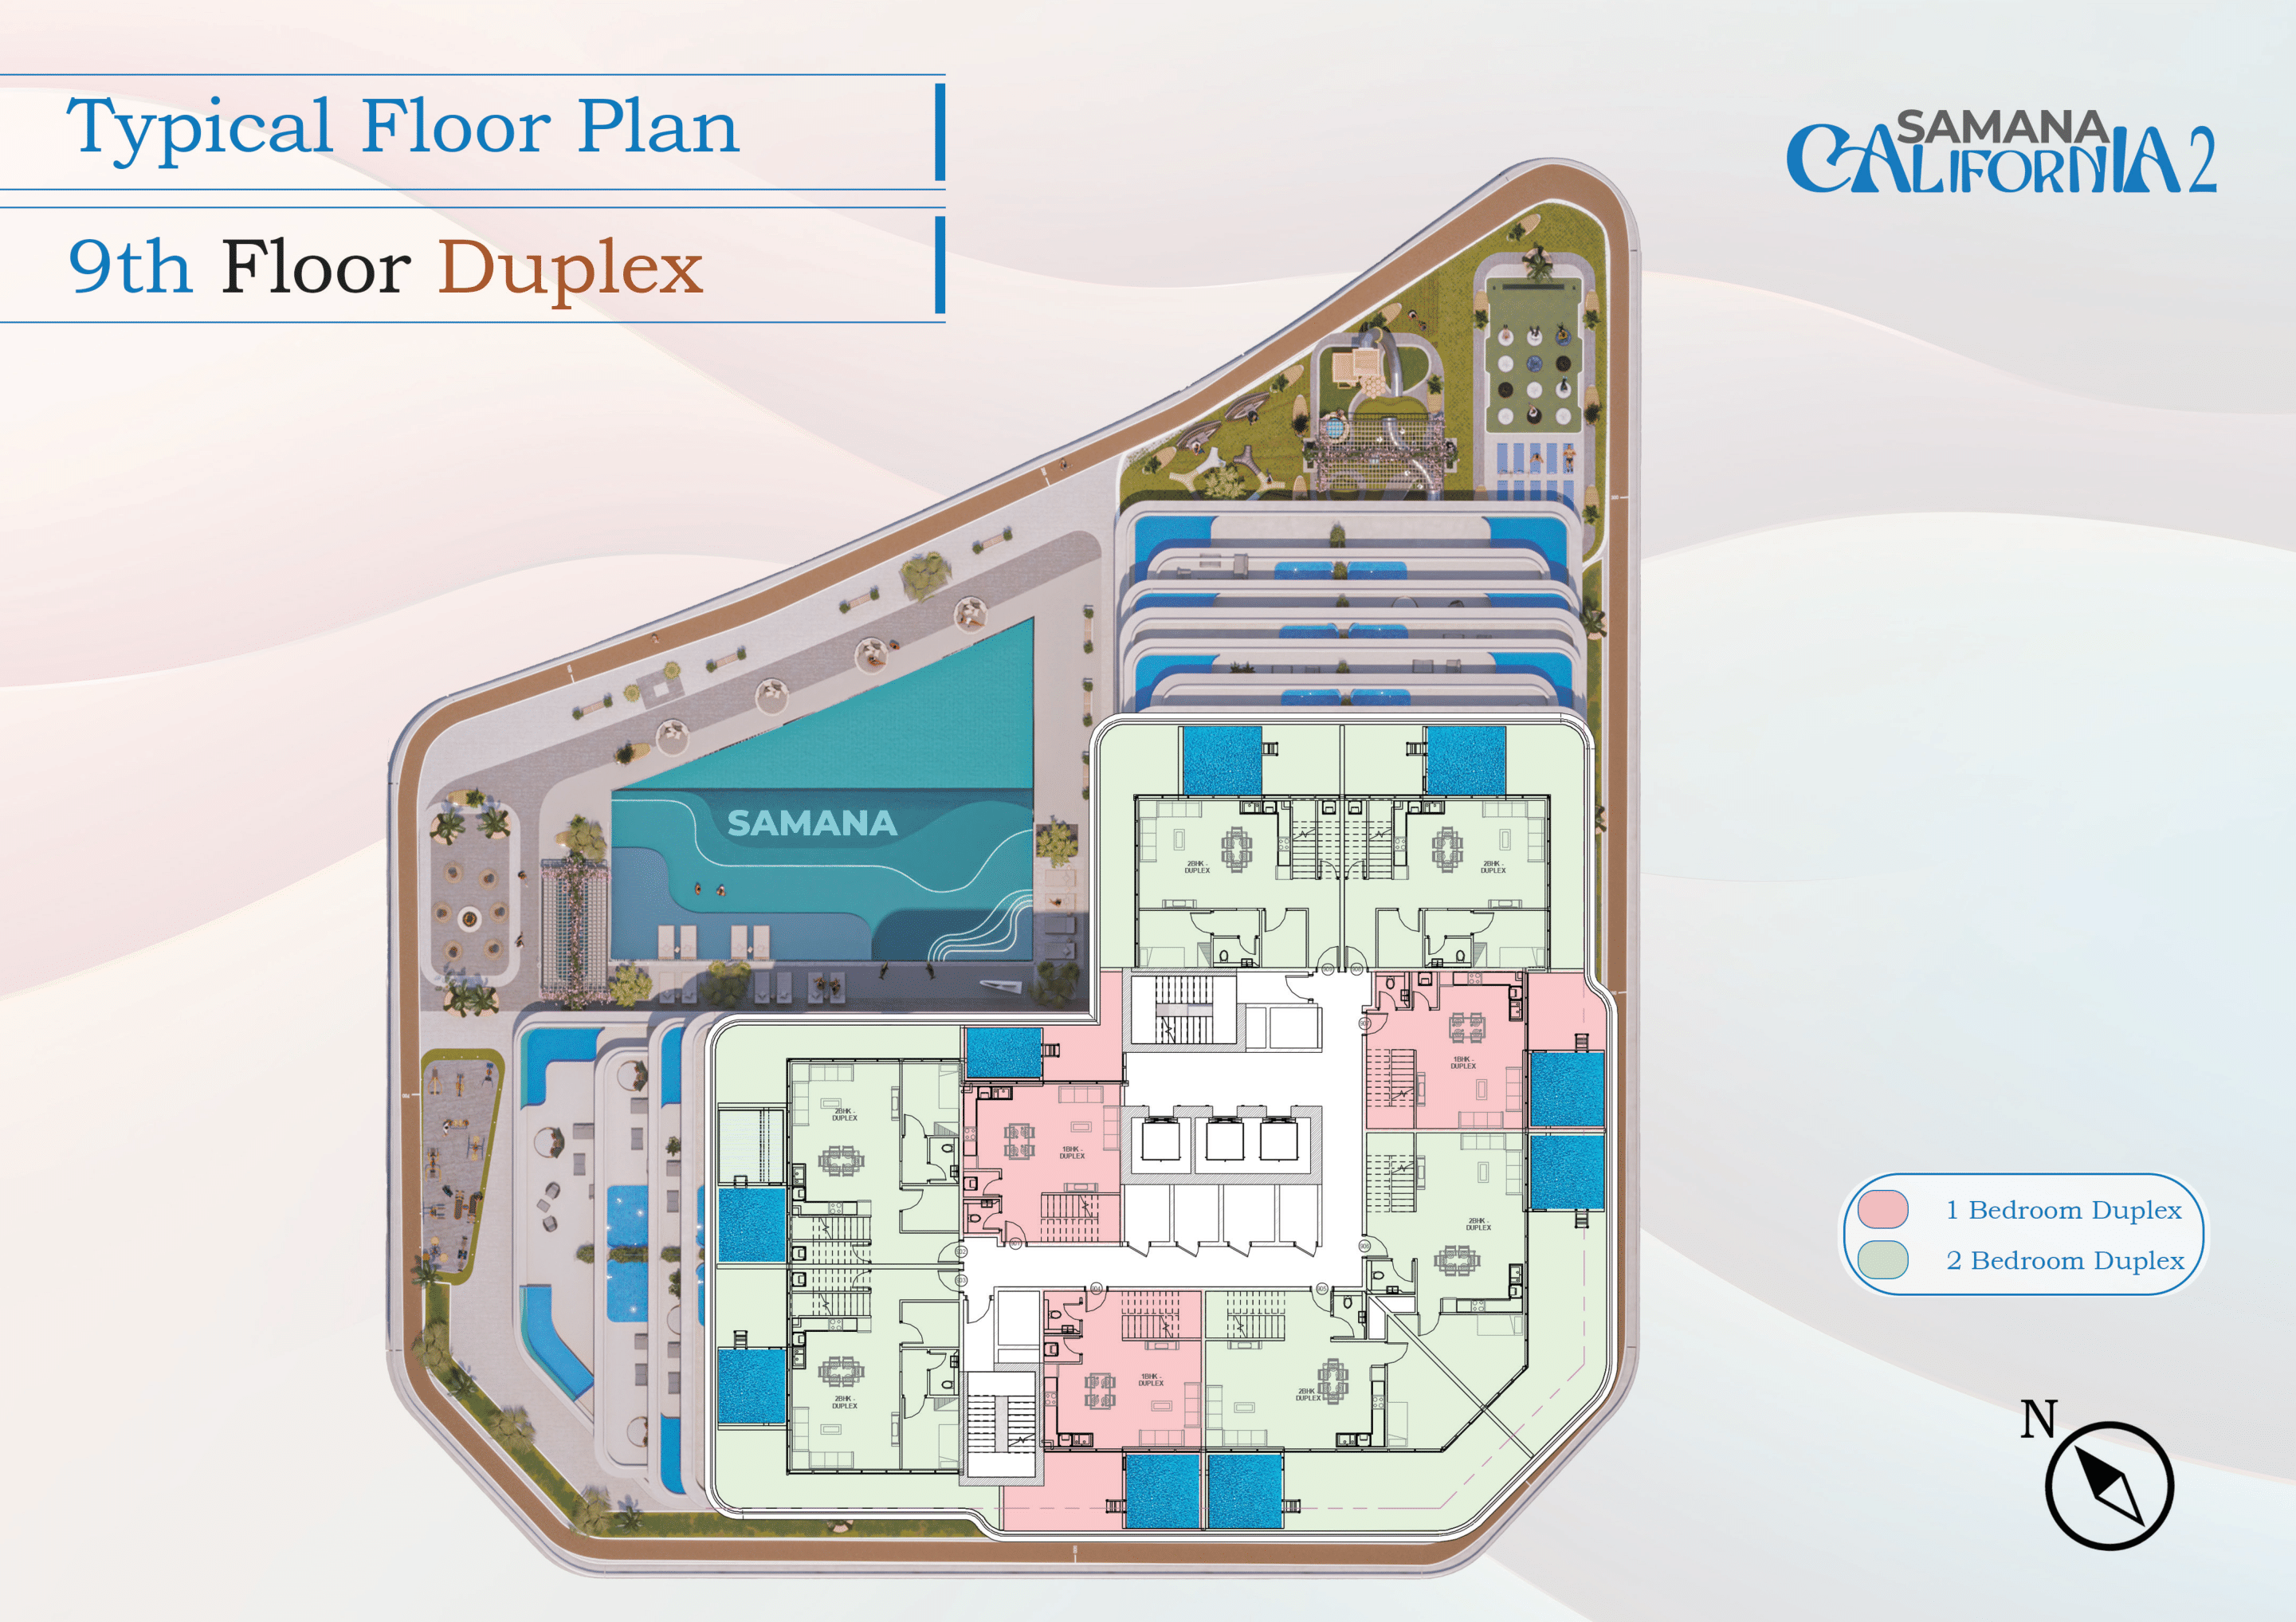 Typical Floor Plan
9th Floor Duplex
SAMANA
CALIFORNIA 2
SAMANA
2BHK -
DUPLEX
2BHK -
DUPLEX
1BHK -
DUPLEX
2BHK -
DUPLEX
1BHK -
DUPLEX
2BHK -
DUPLEX
2BHK -
DUPLEX
1BHK -
DUPLEX
2BHK -
DUPLEX
1 Bedroom Duplex
2 Bedroom Duplex
N